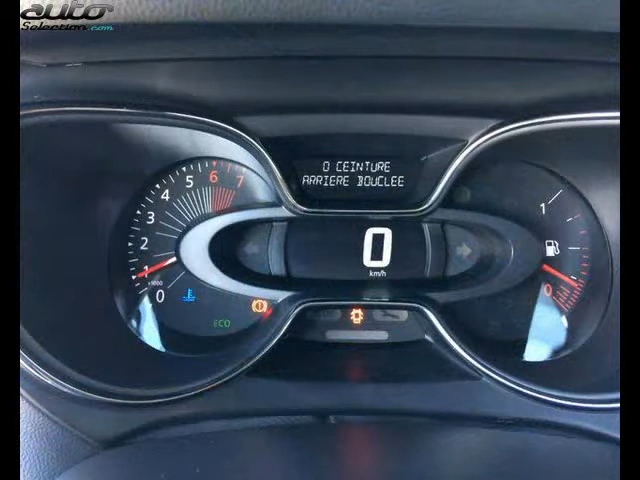 auto
Selection.com
0 CEINTURE
ARRIERE BOUCLEE
0
km/h
7
6
5
4
3
2
1
0
x1000
ECO
1
0